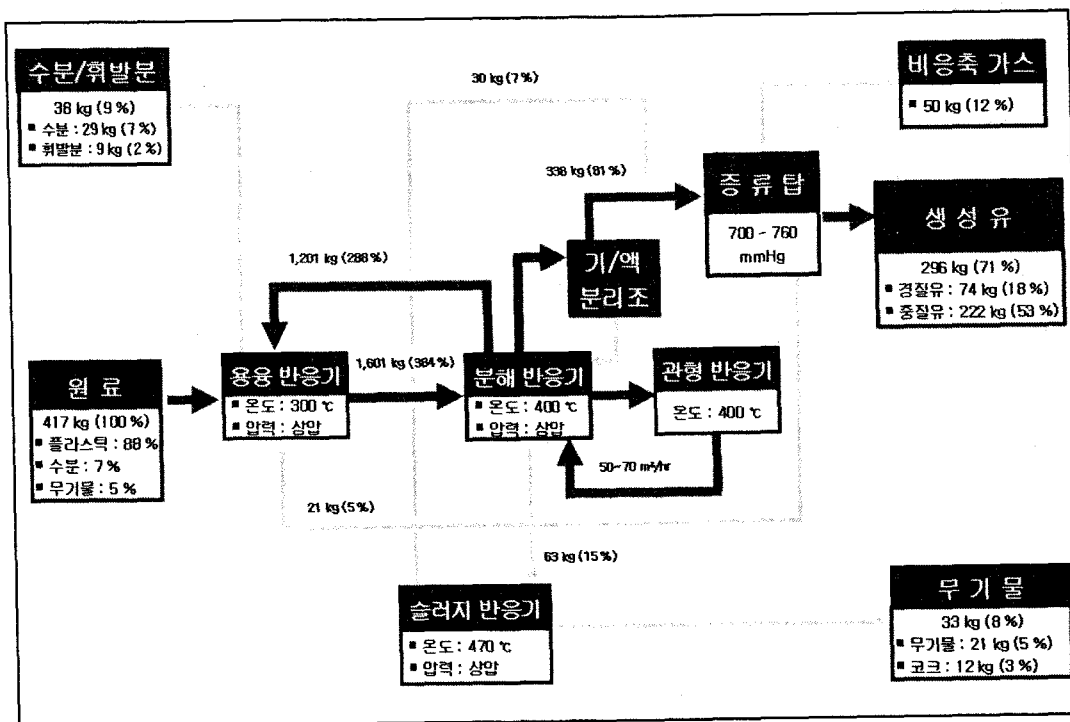 수분/휘발분
38 kg (9 %)
▪ 수분 : 29 kg (7 %)
▪ 휘발분 : 9 kg (2 %)
30 kg (7 %)
비응축 가스
▪ 50 kg (12 %)
338 kg (81 %)
증 류 탑
700 - 760
mmHg
생 성 유
296 kg (71 %)
▪ 경질유 : 74 kg (18 %)
▪ 중질유 : 222 kg (53 %)
기/액
분리조
1,201 kg (288 %)
원 료
417 kg (100 %)
▪ 플라스틱 : 88 %
▪ 수분 : 7 %
▪ 무기물 : 5 %
용융 반응기
▪ 온도 : 300 ℃
▪ 압력 : 상압
1,601 kg (384 %)
분해 반응기
▪ 온도 : 400 ℃
▪ 압력 : 상압
관형 반응기
온도 : 400 ℃
50~70 m³/hr
21 kg (5 %)
63 kg (15 %)
슬러지 반응기
▪ 온도 : 470 ℃
▪ 압력 : 상압
무 기 물
33 kg (8 %)
▪ 무기물 : 21 kg (5 %)
▪ 코크 : 12 kg (3 %)